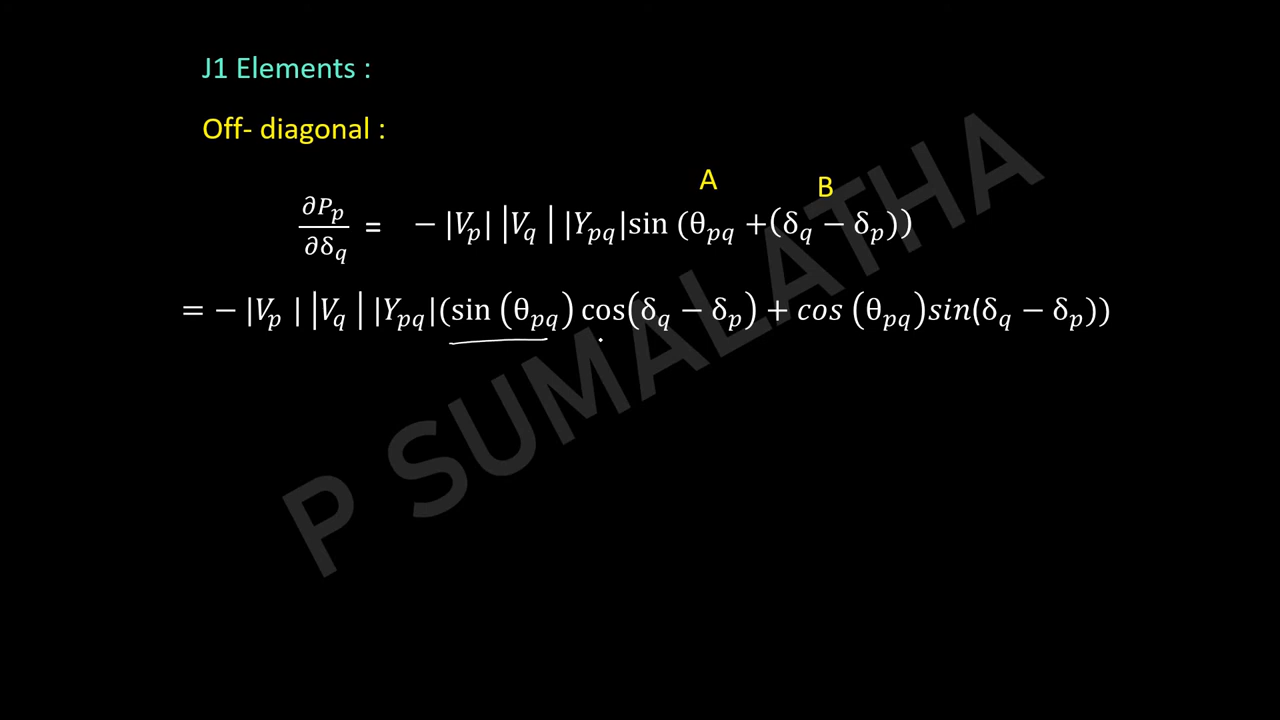 J1 Elements :
Off- diagonal :
A B
∂P_p/∂δ_q = −|V_p| |V_q| |Y_pq|sin (θ_pq +(δ_q − δ_p))
= −|V_p| |V_q| |Y_pq|(sin (θ_pq) cos(δ_q − δ_p) + cos (θ_pq)sin(δ_q − δ_p))
P SUMALATHA